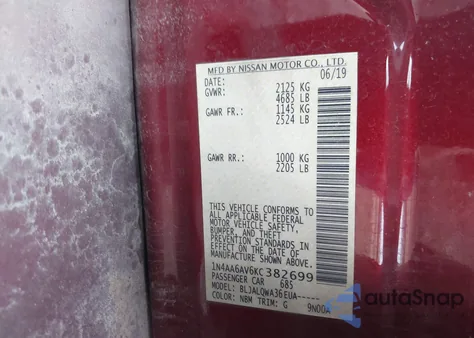 MFD BY NISSAN MOTOR CO., LTD.
06/19
GVWR: 2125 KG
4685 LB
GAWR FR.: 1145 KG
2524 LB
GAWR RR.: 1000 KG
2205 LB
THIS VEHICLE CONFORMS TO
ALL APPLICABLE FEDERAL
MOTOR VEHICLE SAFETY,
BUMPER, AND THEFT
PREVENTION STANDARDS
IN EFFECT ON THE DATE OF
MANUFACTURE SHOWN ABOVE.
1N4AA6AV6KC382699
PASSENGER CAR 685
MODEL: BLJALQWA36EUA-----
COLOR: NBM TRIM: G 9N00A
autoSnap